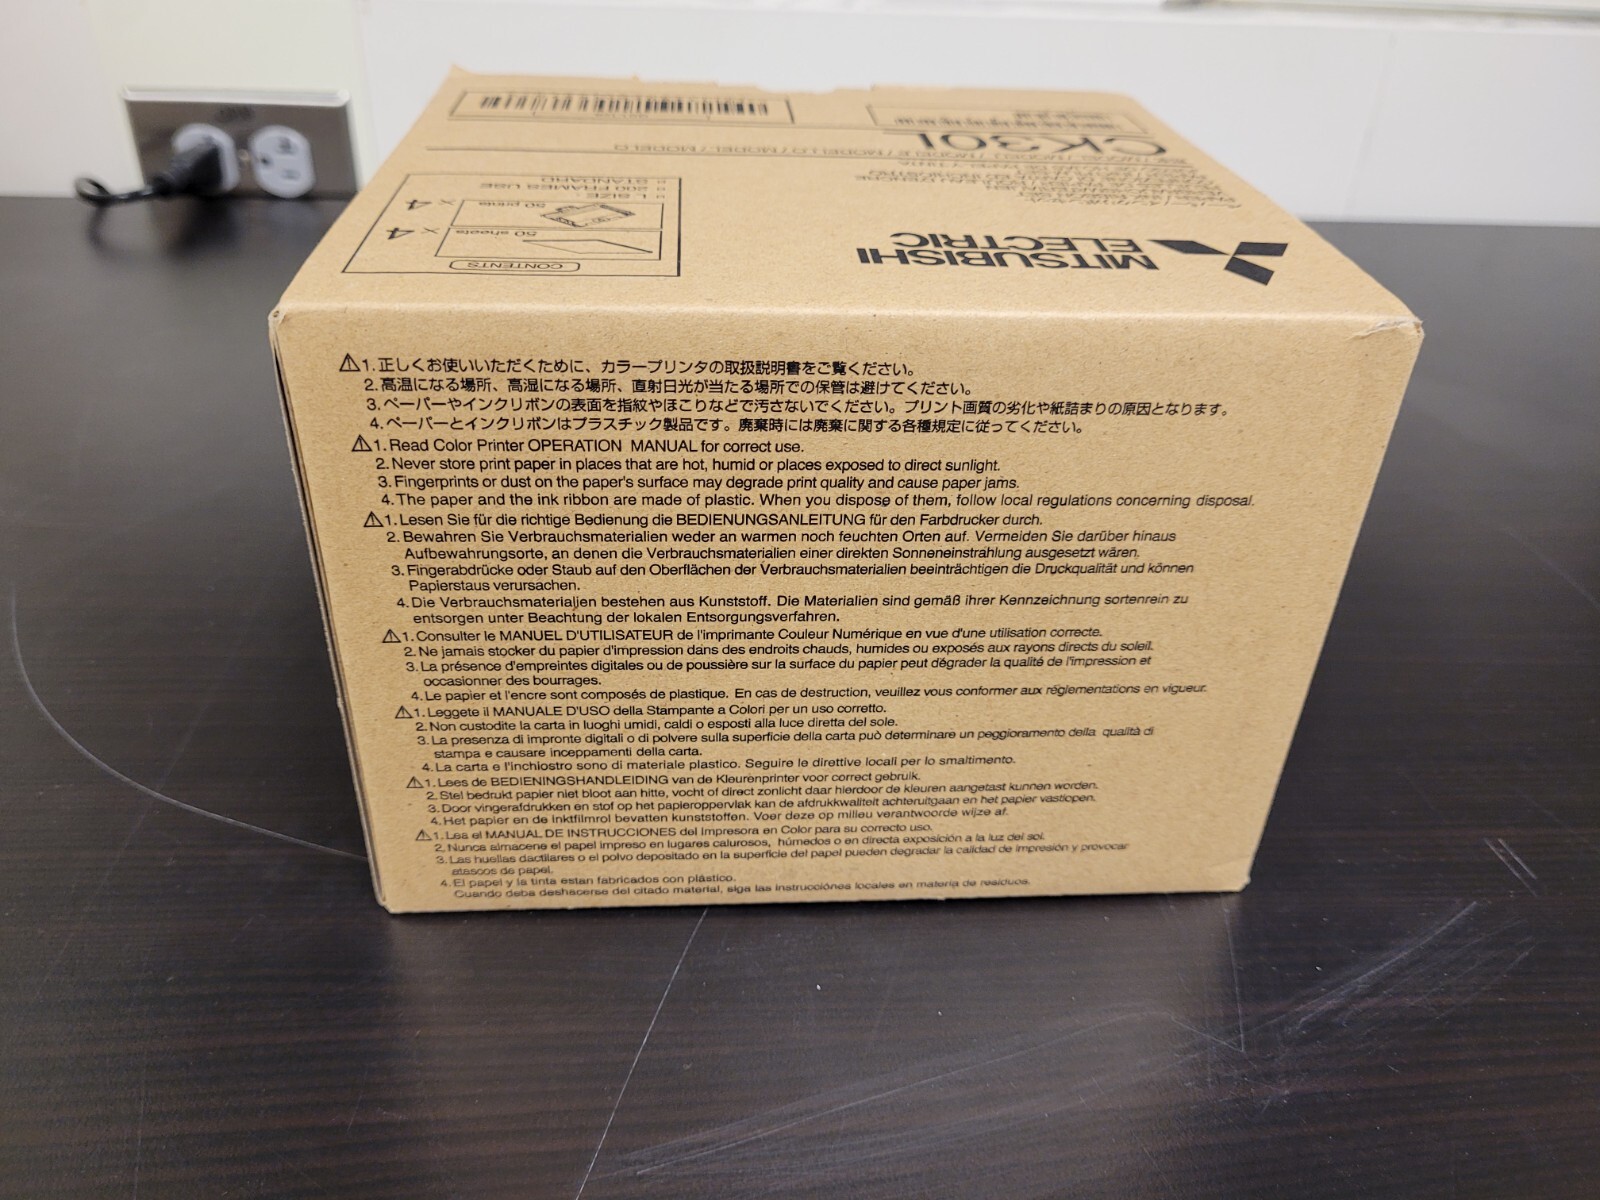 CK30L
MODEL / MODELLO / MODELO
STANDARD
200 FRAMES USE
L SIZE
50 prints
× 4
50 sheets
× 4
CONTENTS
MITSUBISHI
ELECTRIC
⚠1. 正しくお使いいただくために、カラープリンタの取扱説明書をご覧ください。
2. 高温になる場所、高湿になる場所、直射日光が当たる場所での保管は避けてください。
3. ペーパーやインクリボンの表面を指紋やほこりなどで汚さないでください。プリント画質の劣化や紙詰まりの原因となります。
4. ペーパーとインクリボンはプラスチック製品です。廃棄時には廃棄に関する各種規定に従ってください。
⚠1. Read Color Printer OPERATION MANUAL for correct use.
2. Never store print paper in places that are hot, humid or places exposed to direct sunlight.
3. Fingerprints or dust on the paper's surface may degrade print quality and cause paper jams.
4. The paper and the ink ribbon are made of plastic. When you dispose of them, follow local regulations concerning disposal.
⚠1. Lesen Sie für die richtige Bedienung die BEDIENUNGSANLEITUNG für den Farbdrucker durch.
2. Bewahren Sie Verbrauchsmaterialien weder an warmen noch feuchten Orten auf. Vermeiden Sie darüber hinaus
Aufbewahrungsorte, an denen die Verbrauchsmaterialien einer direkten Sonneneinstrahlung ausgesetzt wären.
3. Fingerabdrücke oder Staub auf den Oberflächen der Verbrauchsmaterialien beeinträchtigen die Druckqualität und können
Papierstaus verursachen.
4. Die Verbrauchsmaterialien bestehen aus Kunststoff. Die Materialien sind gemäß ihrer Kennzeichnung sortenrein zu
entsorgen unter Beachtung der lokalen Entsorgungsverfahren.
⚠1. Consulter le MANUEL D'UTILISATEUR de l'imprimante Couleur Numérique en vue d'une utilisation correcte.
2. Ne jamais stocker du papier d'impression dans des endroits chauds, humides ou exposés aux rayons directs du soleil.
3. La présence d'empreintes digitales ou de poussière sur la surface du papier peut dégrader la qualité de l'impression et
occasionner des bourrages.
4. Le papier et l'encre sont composés de plastique. En cas de destruction, veuillez vous conformer aux réglementations en vigueur.
⚠1. Leggete il MANUALE D'USO della Stampante a Colori per un uso corretto.
2. Non custodite la carta in luoghi umidi, caldi o esposti alla luce diretta del sole.
3. La presenza di impronte digitali o di polvere sulla superficie della carta può determinare un peggioramento della qualità di
stampa e causare inceppamenti della carta.
4. La carta e l'inchiostro sono di materiale plastico. Seguire le direttive locali per lo smaltimento.
⚠1. Lees de BEDIENINGSHANDLEIDING van de Kleurenprinter voor correct gebruik.
2. Stel bedrukt papier niet bloot aan hitte, vocht of direct zonlicht daar hierdoor de kleuren aangetast kunnen worden.
3. Door vingerafdrukken en stof op het papieroppervlak kan de afdrukkwaliteit achteruitgaan en het papier vastlopen.
4. Het papier en de inktfilmrol bevatten kunststoffen. Voer deze op milieu verantwoorde wijze af.
⚠1. Lea el MANUAL DE INSTRUCCIONES del Impresora en Color para su correcto uso.
2. Nunca almacene el papel impreso en lugares calurosos, húmedos o en directa exposición a la luz del sol.
3. Las huellas dactilares o el polvo depositado en la superficie del papel pueden degradar la calidad de impresión y provocar
atascos de papel.
4. El papel y la tinta estan fabricados con plástico.
Cuando deba deshacerse del citado material, siga las instrucciónes locales en materia de residuos.